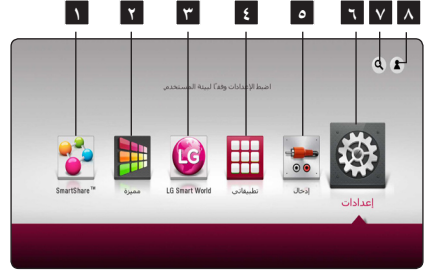 ١ ٢ ٣ ٤ ٥ ٦ ٧ ٨
اضبط الإعدادات وفقًا لبيئة المستخدم.
LG
SmartShare™ مميزة LG Smart World تطبيقاتي إدخال
إعدادات